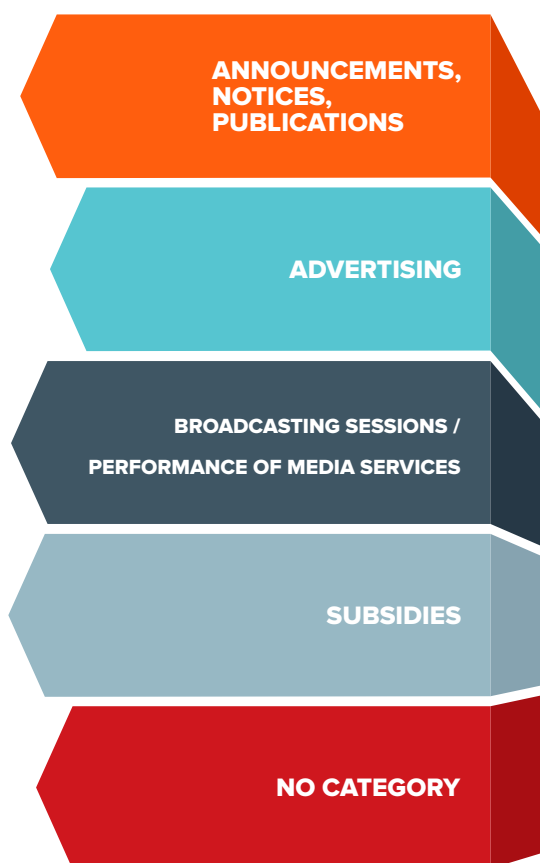 ANNOUNCEMENTS,
NOTICES,
PUBLICATIONS
ADVERTISING
BROADCASTING SESSIONS /
PERFORMANCE OF MEDIA SERVICES
SUBSIDIES
NO CATEGORY